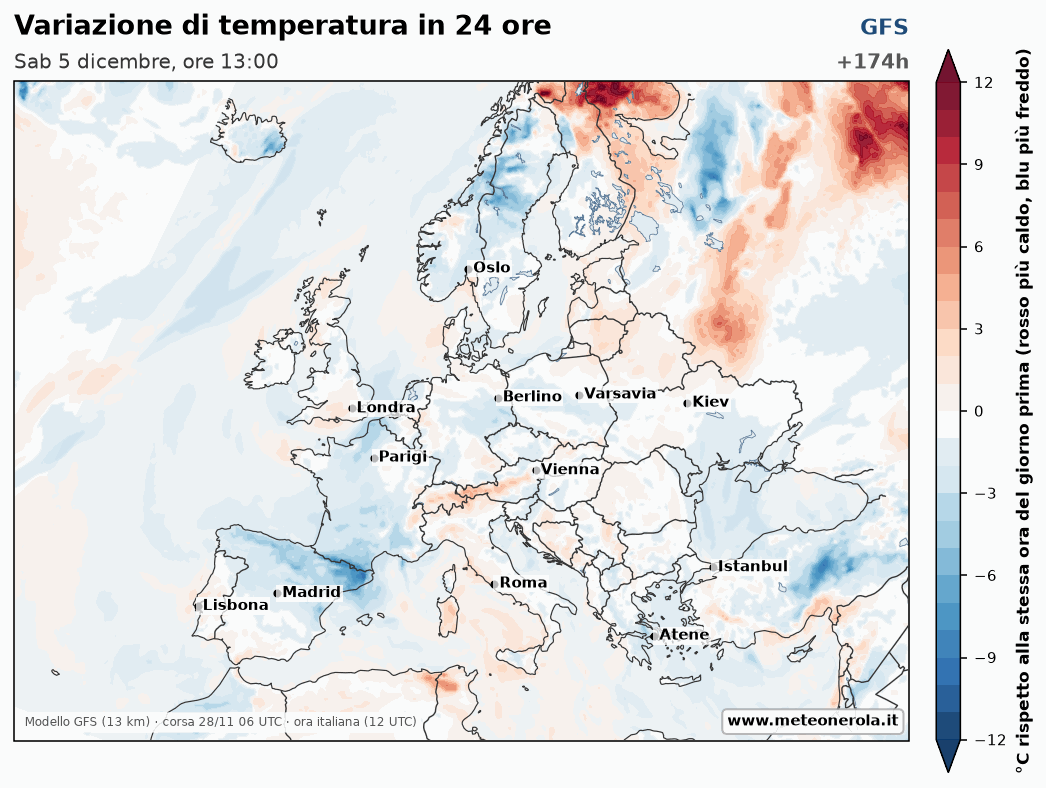 Variazione di temperatura in 24 ore
GFS
Sab 5 dicembre, ore 13:00
+174h
Oslo
Londra
Berlino
Varsavia
Kiev
Parigi
Vienna
Madrid
Lisbona
Roma
Istanbul
Atene
Modello GFS (13 km) · corsa 28/11 06 UTC · ora italiana (12 UTC)
www.meteonerola.it
12
9
6
3
0
−3
−6
−9
−12
°C rispetto alla stessa ora del giorno prima (rosso più caldo, blu più freddo)